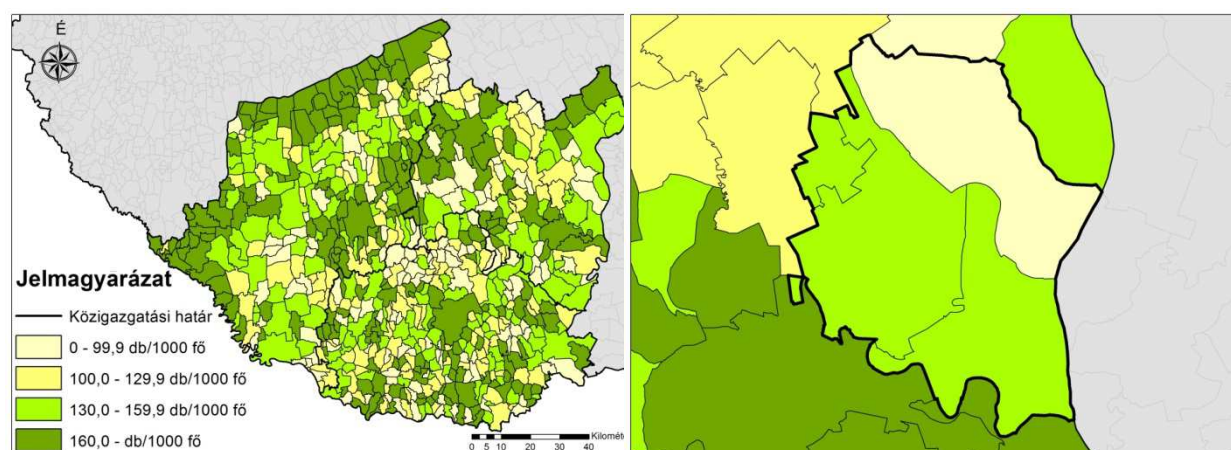 É
Jelmagyarázat
Közigazgatási határ
0 - 99,9 db/1000 fő
100,0 - 129,9 db/1000 fő
130,0 - 159,9 db/1000 fő
160,0 - db/1000 fő
Kilométe
0 5 10 20 30 40